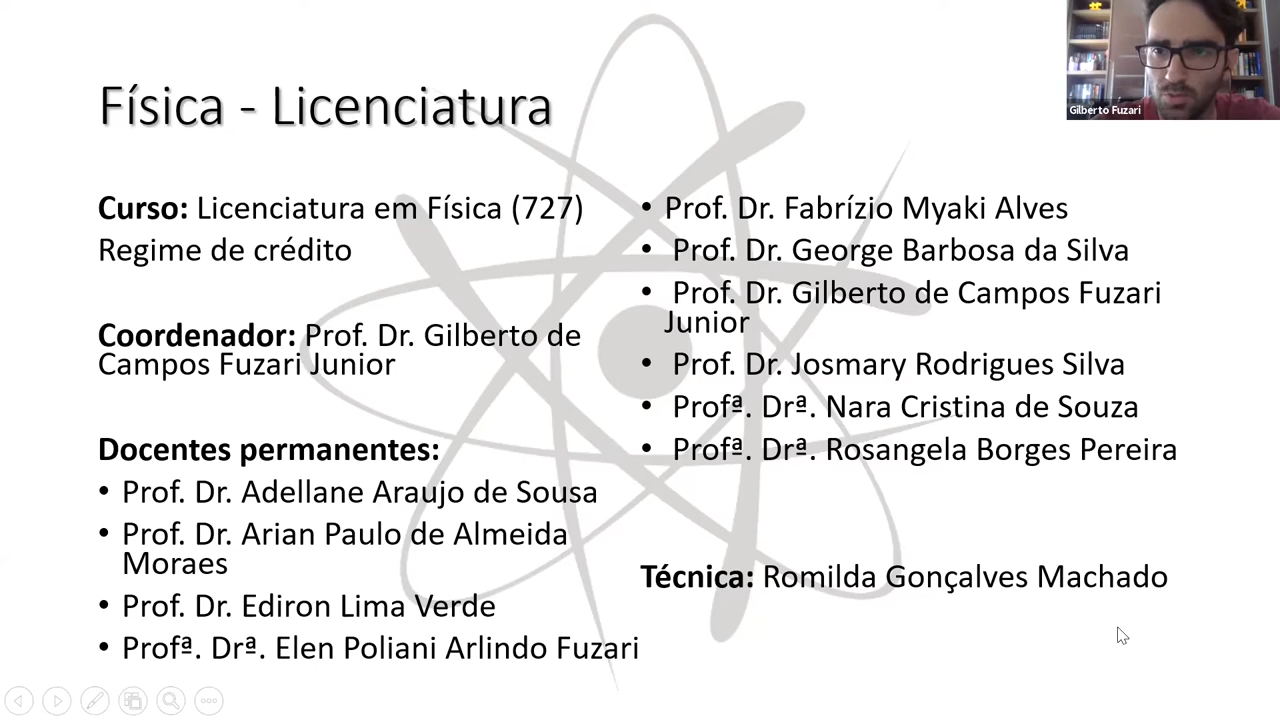 Física - Licenciatura
Gilberto Fuzari
Curso: Licenciatura em Física (727)
Regime de crédito
Coordenador: Prof. Dr. Gilberto de
Campos Fuzari Junior
Docentes permanentes:
• Prof. Dr. Adellane Araujo de Sousa
• Prof. Dr. Arian Paulo de Almeida
Moraes
• Prof. Dr. Ediron Lima Verde
• Profª. Drª. Elen Poliani Arlindo Fuzari
• Prof. Dr. Fabrízio Myaki Alves
• Prof. Dr. George Barbosa da Silva
• Prof. Dr. Gilberto de Campos Fuzari
Junior
• Prof. Dr. Josmary Rodrigues Silva
• Profª. Drª. Nara Cristina de Souza
• Profª. Drª. Rosangela Borges Pereira
Técnica: Romilda Gonçalves Machado